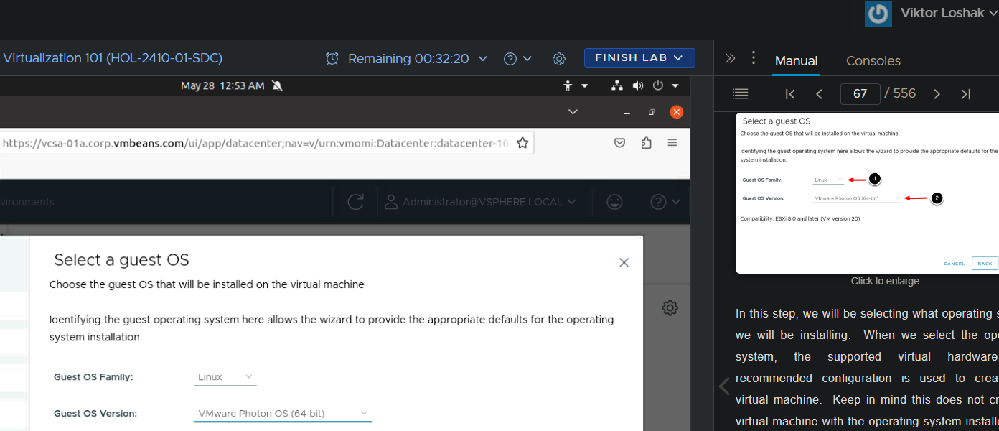 Viktor Loshak
Virtualization 101 (HOL-2410-01-SDC)
Remaining 00:32:20
FINISH LAB
May 28 12:53 AM
https://vcsa-01a.corp.vmbeans.com/ui/app/datacenter;nav=v/urn:vmomi:Datacenter:datacenter-10
vironments
Administrator@VSPHERE.LOCAL
Select a guest OS
Choose the guest OS that will be installed on the virtual machine
Identifying the guest operating system here allows the wizard to provide the appropriate defaults for the operating
system installation.
Guest OS Family:
Linux
Guest OS Version:
VMware Photon OS (64-bit)
Manual
Consoles
67 / 556
Select a guest OS
Choose the guest OS that will be installed on the virtual machine
Identifying the guest operating system here allows the wizard to provide the appropriate defaults for the
system installation.
Guest OS Family:
Linux
1
Guest OS Version:
VMware Photon OS (64-bit)
2
Compatibility: ESXi 8.0 and later (VM version 20)
CANCEL
BACK
Click to enlarge
In this step, we will be selecting what operating s
we will be installing. When we select the ope
system, the supported virtual hardware
recommended configuration is used to crea
virtual machine. Keep in mind this does not cr
virtual machine with the operating system installe